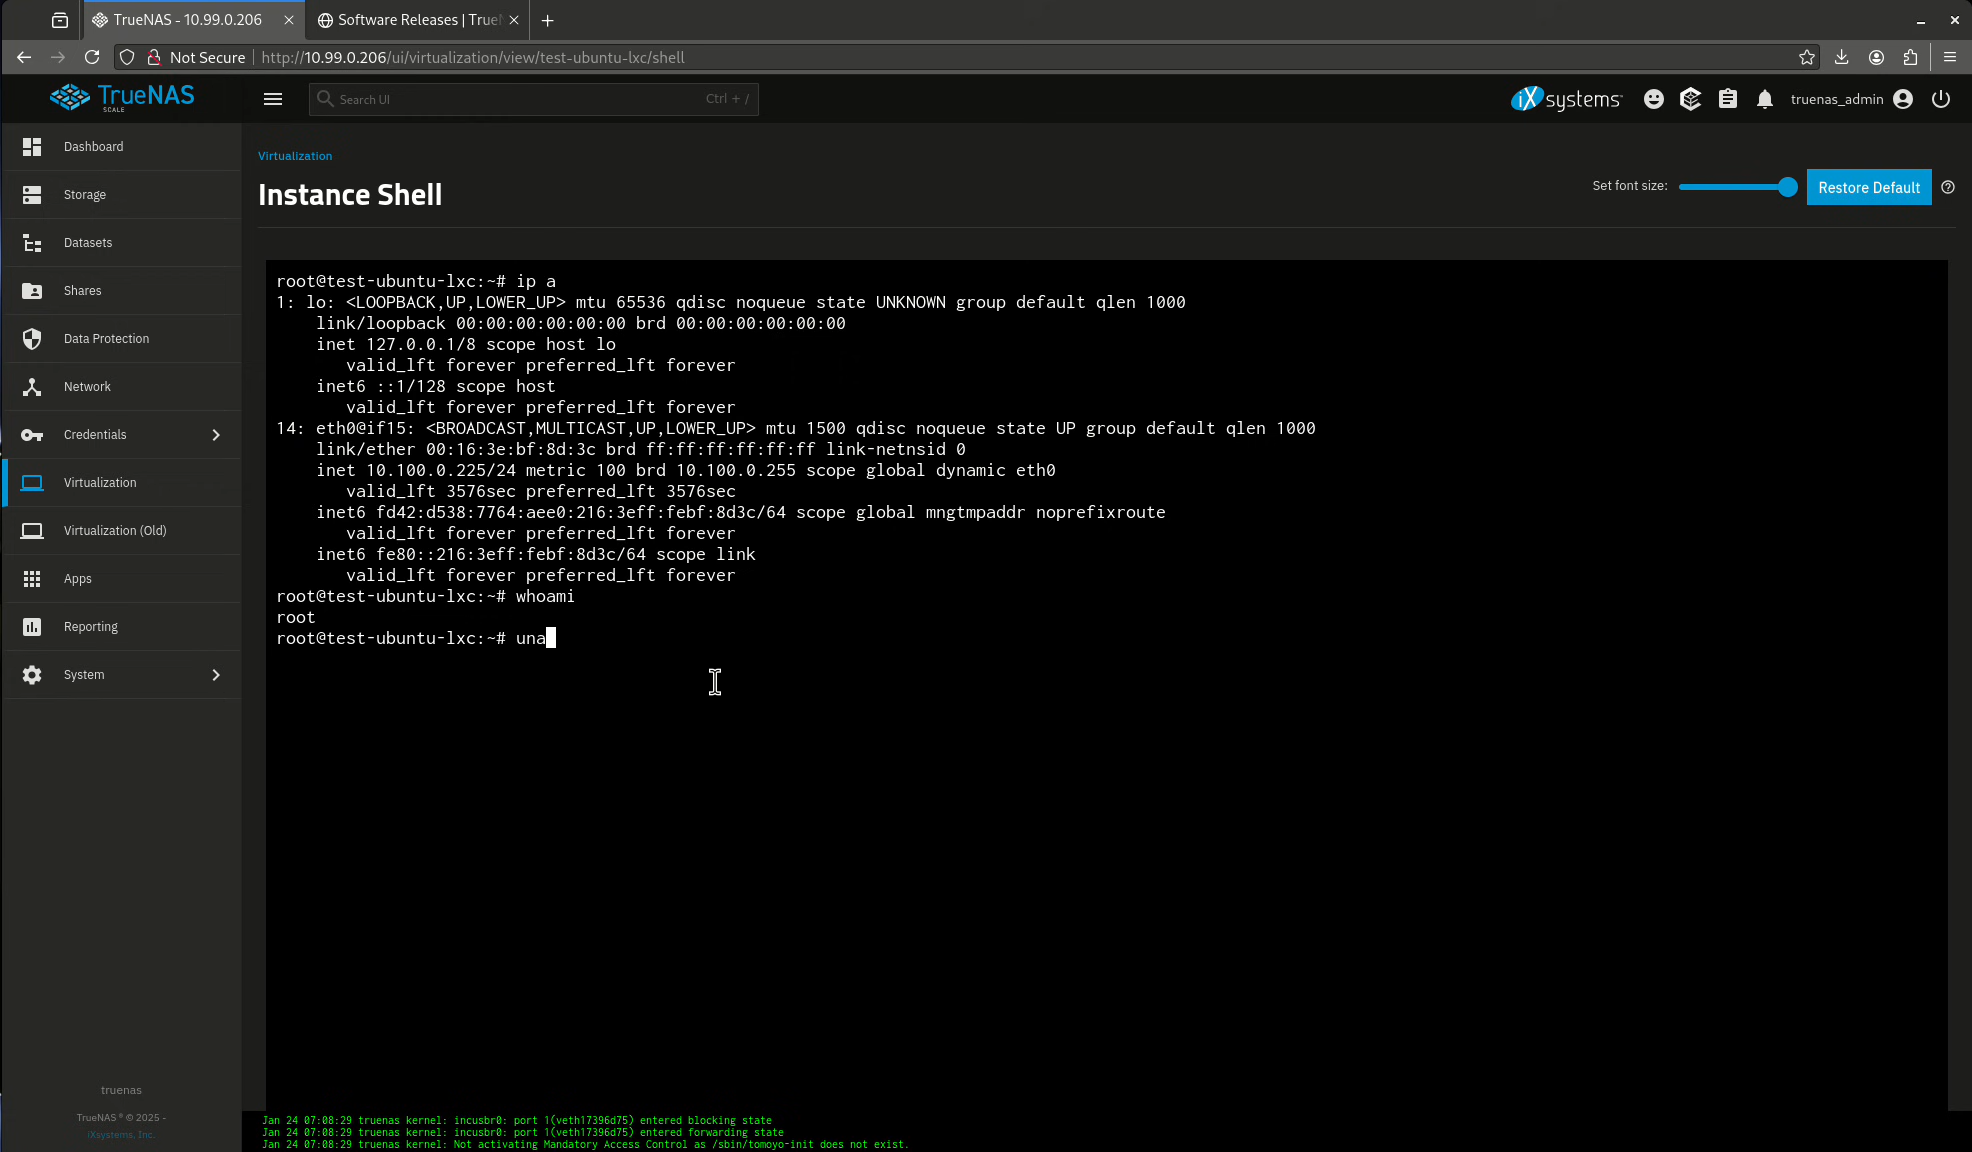 TrueNAS - 10.99.0.206
Software Releases | True
Not Secure
http://10.99.0.206/ui/virtualization/view/test-ubuntu-lxc/shell
TrueNAS
SCALE
Search UI
Ctrl + /
iX systems
truenas_admin
Dashboard
Storage
Datasets
Shares
Data Protection
Network
Credentials
Virtualization
Virtualization (Old)
Apps
Reporting
System
truenas
TrueNAS ® © 2025 -
iXsystems, Inc.
Virtualization
Instance Shell
Set font size:
Restore Default
root@test-ubuntu-lxc:~# ip a
1: lo: <LOOPBACK,UP,LOWER_UP> mtu 65536 qdisc noqueue state UNKNOWN group default qlen 1000
    link/loopback 00:00:00:00:00:00 brd 00:00:00:00:00:00
    inet 127.0.0.1/8 scope host lo
       valid_lft forever preferred_lft forever
    inet6 ::1/128 scope host
       valid_lft forever preferred_lft forever
14: eth0@if15: <BROADCAST,MULTICAST,UP,LOWER_UP> mtu 1500 qdisc noqueue state UP group default qlen 1000
    link/ether 00:16:3e:bf:8d:3c brd ff:ff:ff:ff:ff:ff link-netnsid 0
    inet 10.100.0.225/24 metric 100 brd 10.100.0.255 scope global dynamic eth0
       valid_lft 3576sec preferred_lft 3576sec
    inet6 fd42:d538:7764:aee0:216:3eff:febf:8d3c/64 scope global mngtmpaddr noprefixroute
       valid_lft forever preferred_lft forever
    inet6 fe80::216:3eff:febf:8d3c/64 scope link
       valid_lft forever preferred_lft forever
root@test-ubuntu-lxc:~# whoami
root
root@test-ubuntu-lxc:~# una
Jan 24 07:08:29 truenas kernel: incusbr0: port 1(veth17396d75) entered blocking state
Jan 24 07:08:29 truenas kernel: incusbr0: port 1(veth17396d75) entered forwarding state
Jan 24 07:08:29 truenas kernel: Not activating Mandatory Access Control as /sbin/tomoyo-init does not exist.